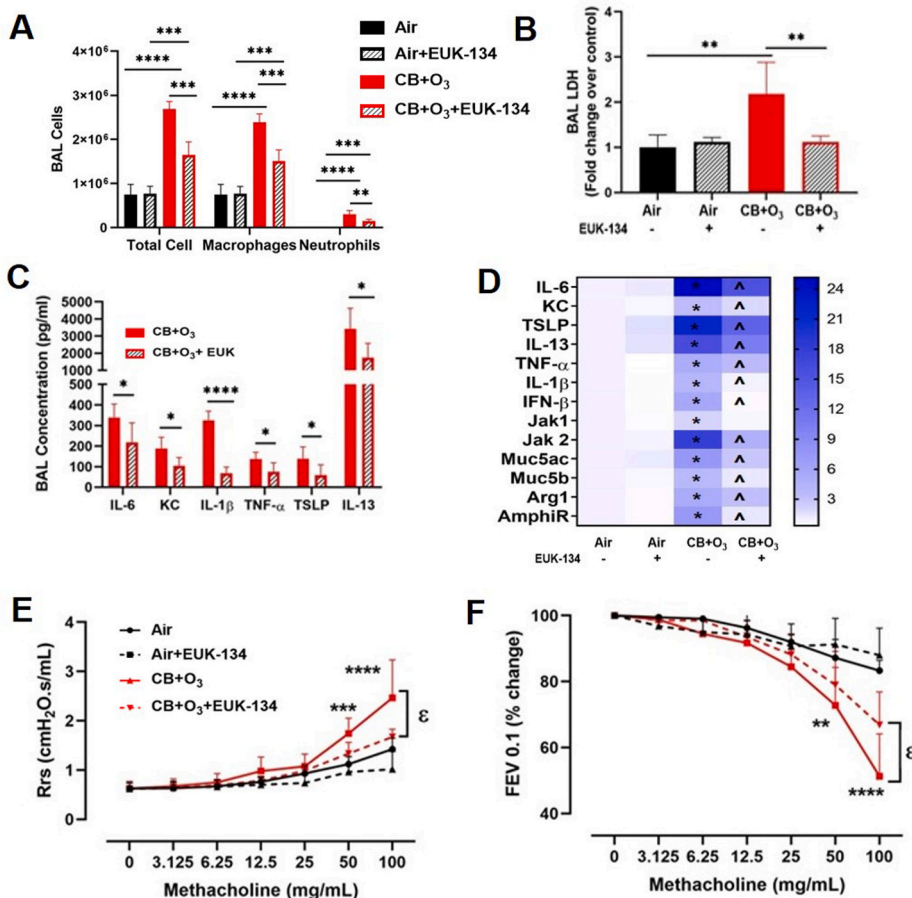 A
BAL Cells
4×10⁶
3×10⁶
2×10⁶
1×10⁶
0
****
***
***
****
***
***
****
***
**
Total Cell Macrophages Neutrophils
Air
Air+EUK-134
CB+O₃
CB+O₃+EUK-134
B
BAL LDH
(Fold change over control)
4
3
2
1
0
**
**
Air Air CB+O₃ CB+O₃
EUK-134 - + - +
C
BAL Concentration (pg/ml)
5000
4000
3000
2000
1000
500
400
300
200
100
0
CB+O₃
CB+O₃+ EUK
*
*
****
*
*
*
IL-6 KC IL-1β TNF-α TSLP IL-13
D
IL-6 * ^
KC * ^
TSLP * ^
IL-13 * ^
TNF-α * ^
IL-1β * ^
IFN-β * ^
Jak1 *
Jak 2 * ^
Muc5ac * ^
Muc5b * ^
Arg1 * ^
AmphiR * ^
Air Air CB+O₃ CB+O₃
EUK-134 - + - +
24
21
18
15
12
9
6
3
E
Rrs (cmH₂O.s/mL)
4
3
2
1
0
Air
Air+EUK-134
CB+O₃
CB+O₃+EUK-134
***
****
ε
0 3.125 6.25 12.5 25 50 100
Methacholine (mg/mL)
F
FEV 0.1 (% change)
100
80
60
40
**
****
ε
0 3.125 6.25 12.5 25 50 100
Methacholine (mg/mL)